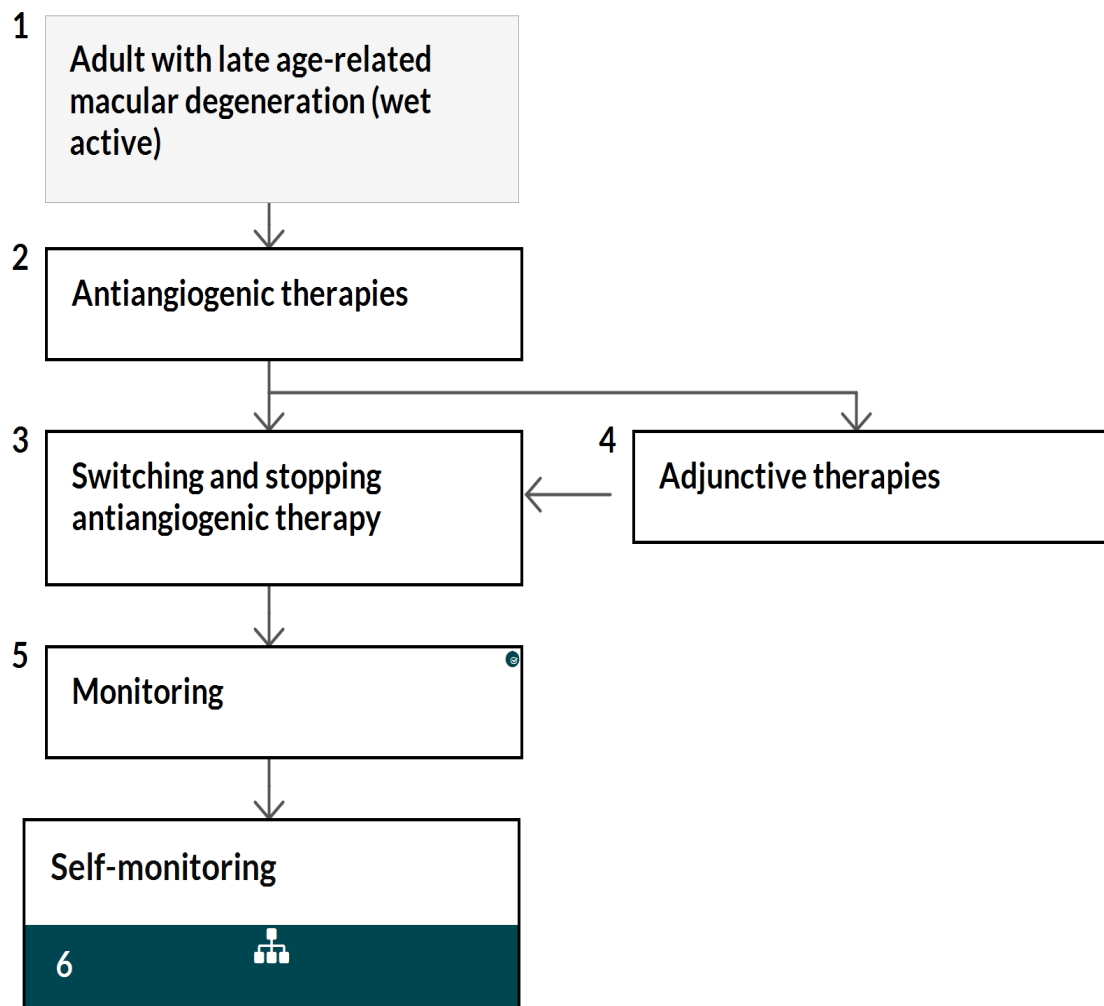 1
Adult with late age-related
macular degeneration (wet
active)
2
Antiangiogenic therapies
3
Switching and stopping
antiangiogenic therapy
4
Adjunctive therapies
5
Monitoring
Self-monitoring
6